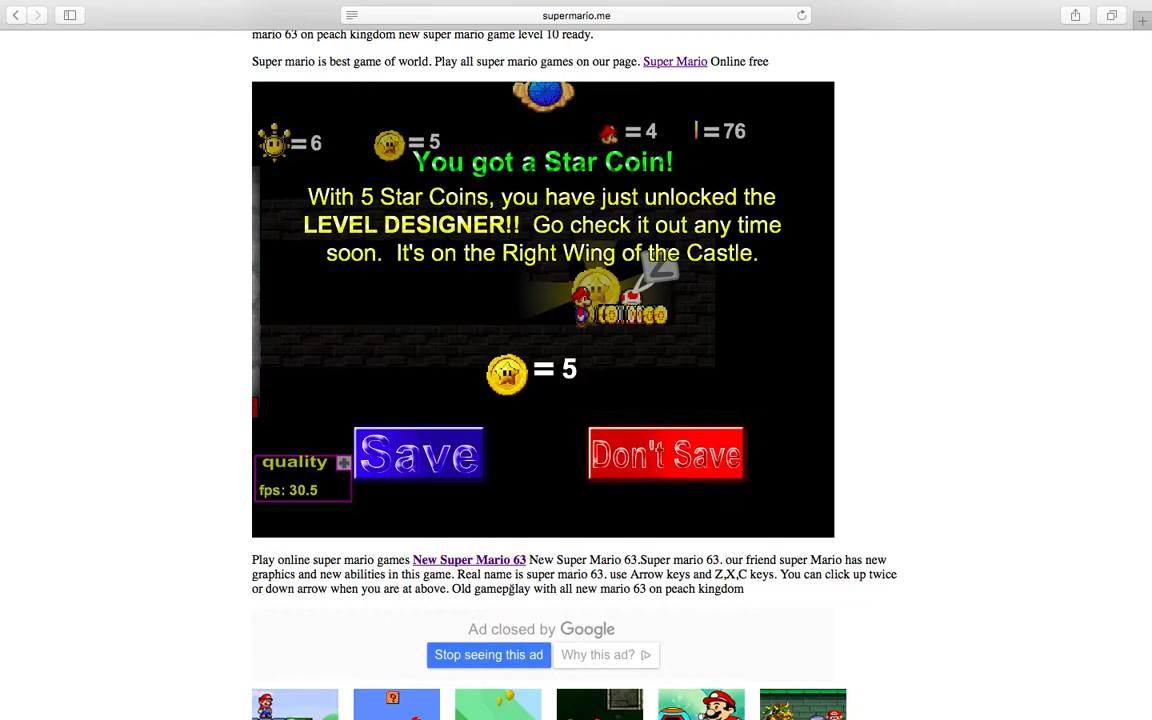 supermario.me
mario 63 on peach kingdom new super mario game level 10 ready.
Super mario is best game of world. Play all super mario games on our page. Super Mario Online free
=6
=5
=4
=76
You got a Star Coin!
With 5 Star Coins, you have just unlocked the
LEVEL DESIGNER!! Go check it out any time
soon. It's on the Right Wing of the Castle.
Z
= 5
Save
Don't Save
quality
fps: 30.5
Play online super mario games New Super Mario 63 New Super Mario 63.Super mario 63. our friend super Mario has new
graphics and new abilities in this game. Real name is super mario 63. use Arrow keys and Z,X,C keys. You can click up twice
or down arrow when you are at above. Old gamepğlay with all new mario 63 on peach kingdom
Ad closed by Google
Stop seeing this ad
Why this ad?
?